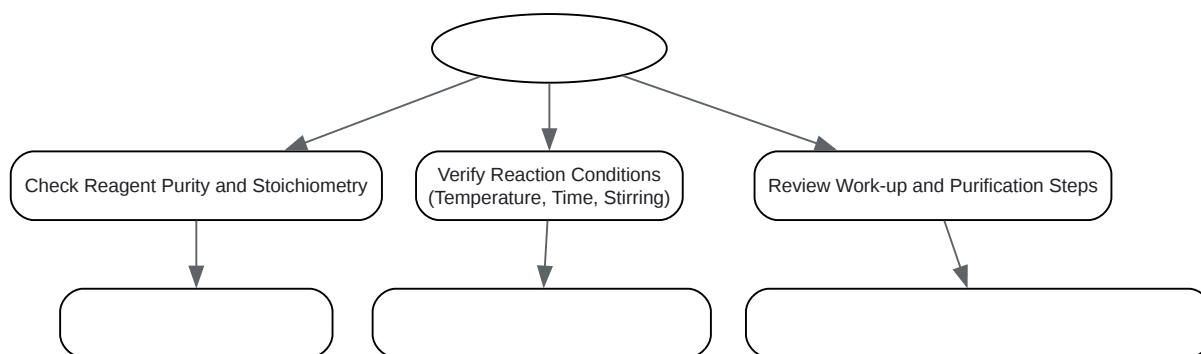 Check Reagent Purity and Stoichiometry
Verify Reaction Conditions
(Temperature, Time, Stirring)
Review Work-up and Purification Steps